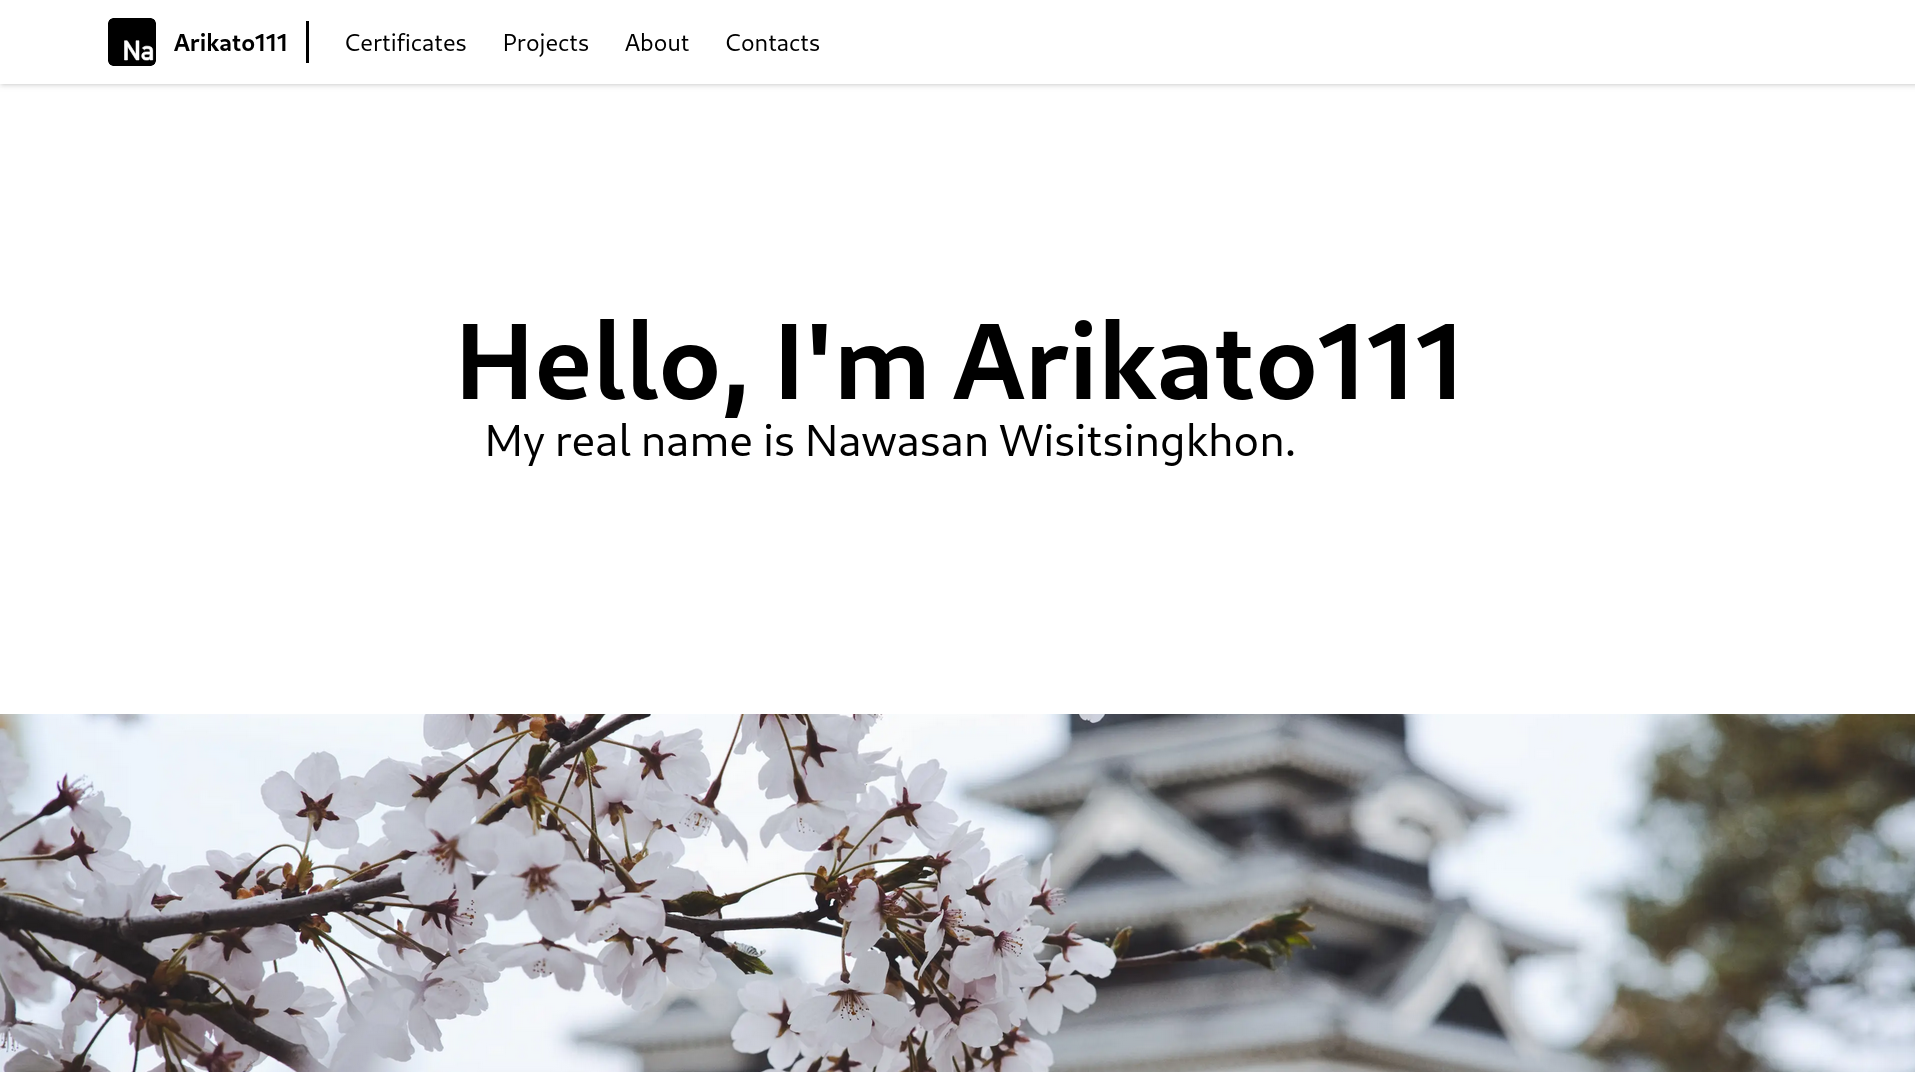 Na
Arikato111
Certificates
Projects
About
Contacts
Hello, I'm Arikato111
My real name is Nawasan Wisitsingkhon.